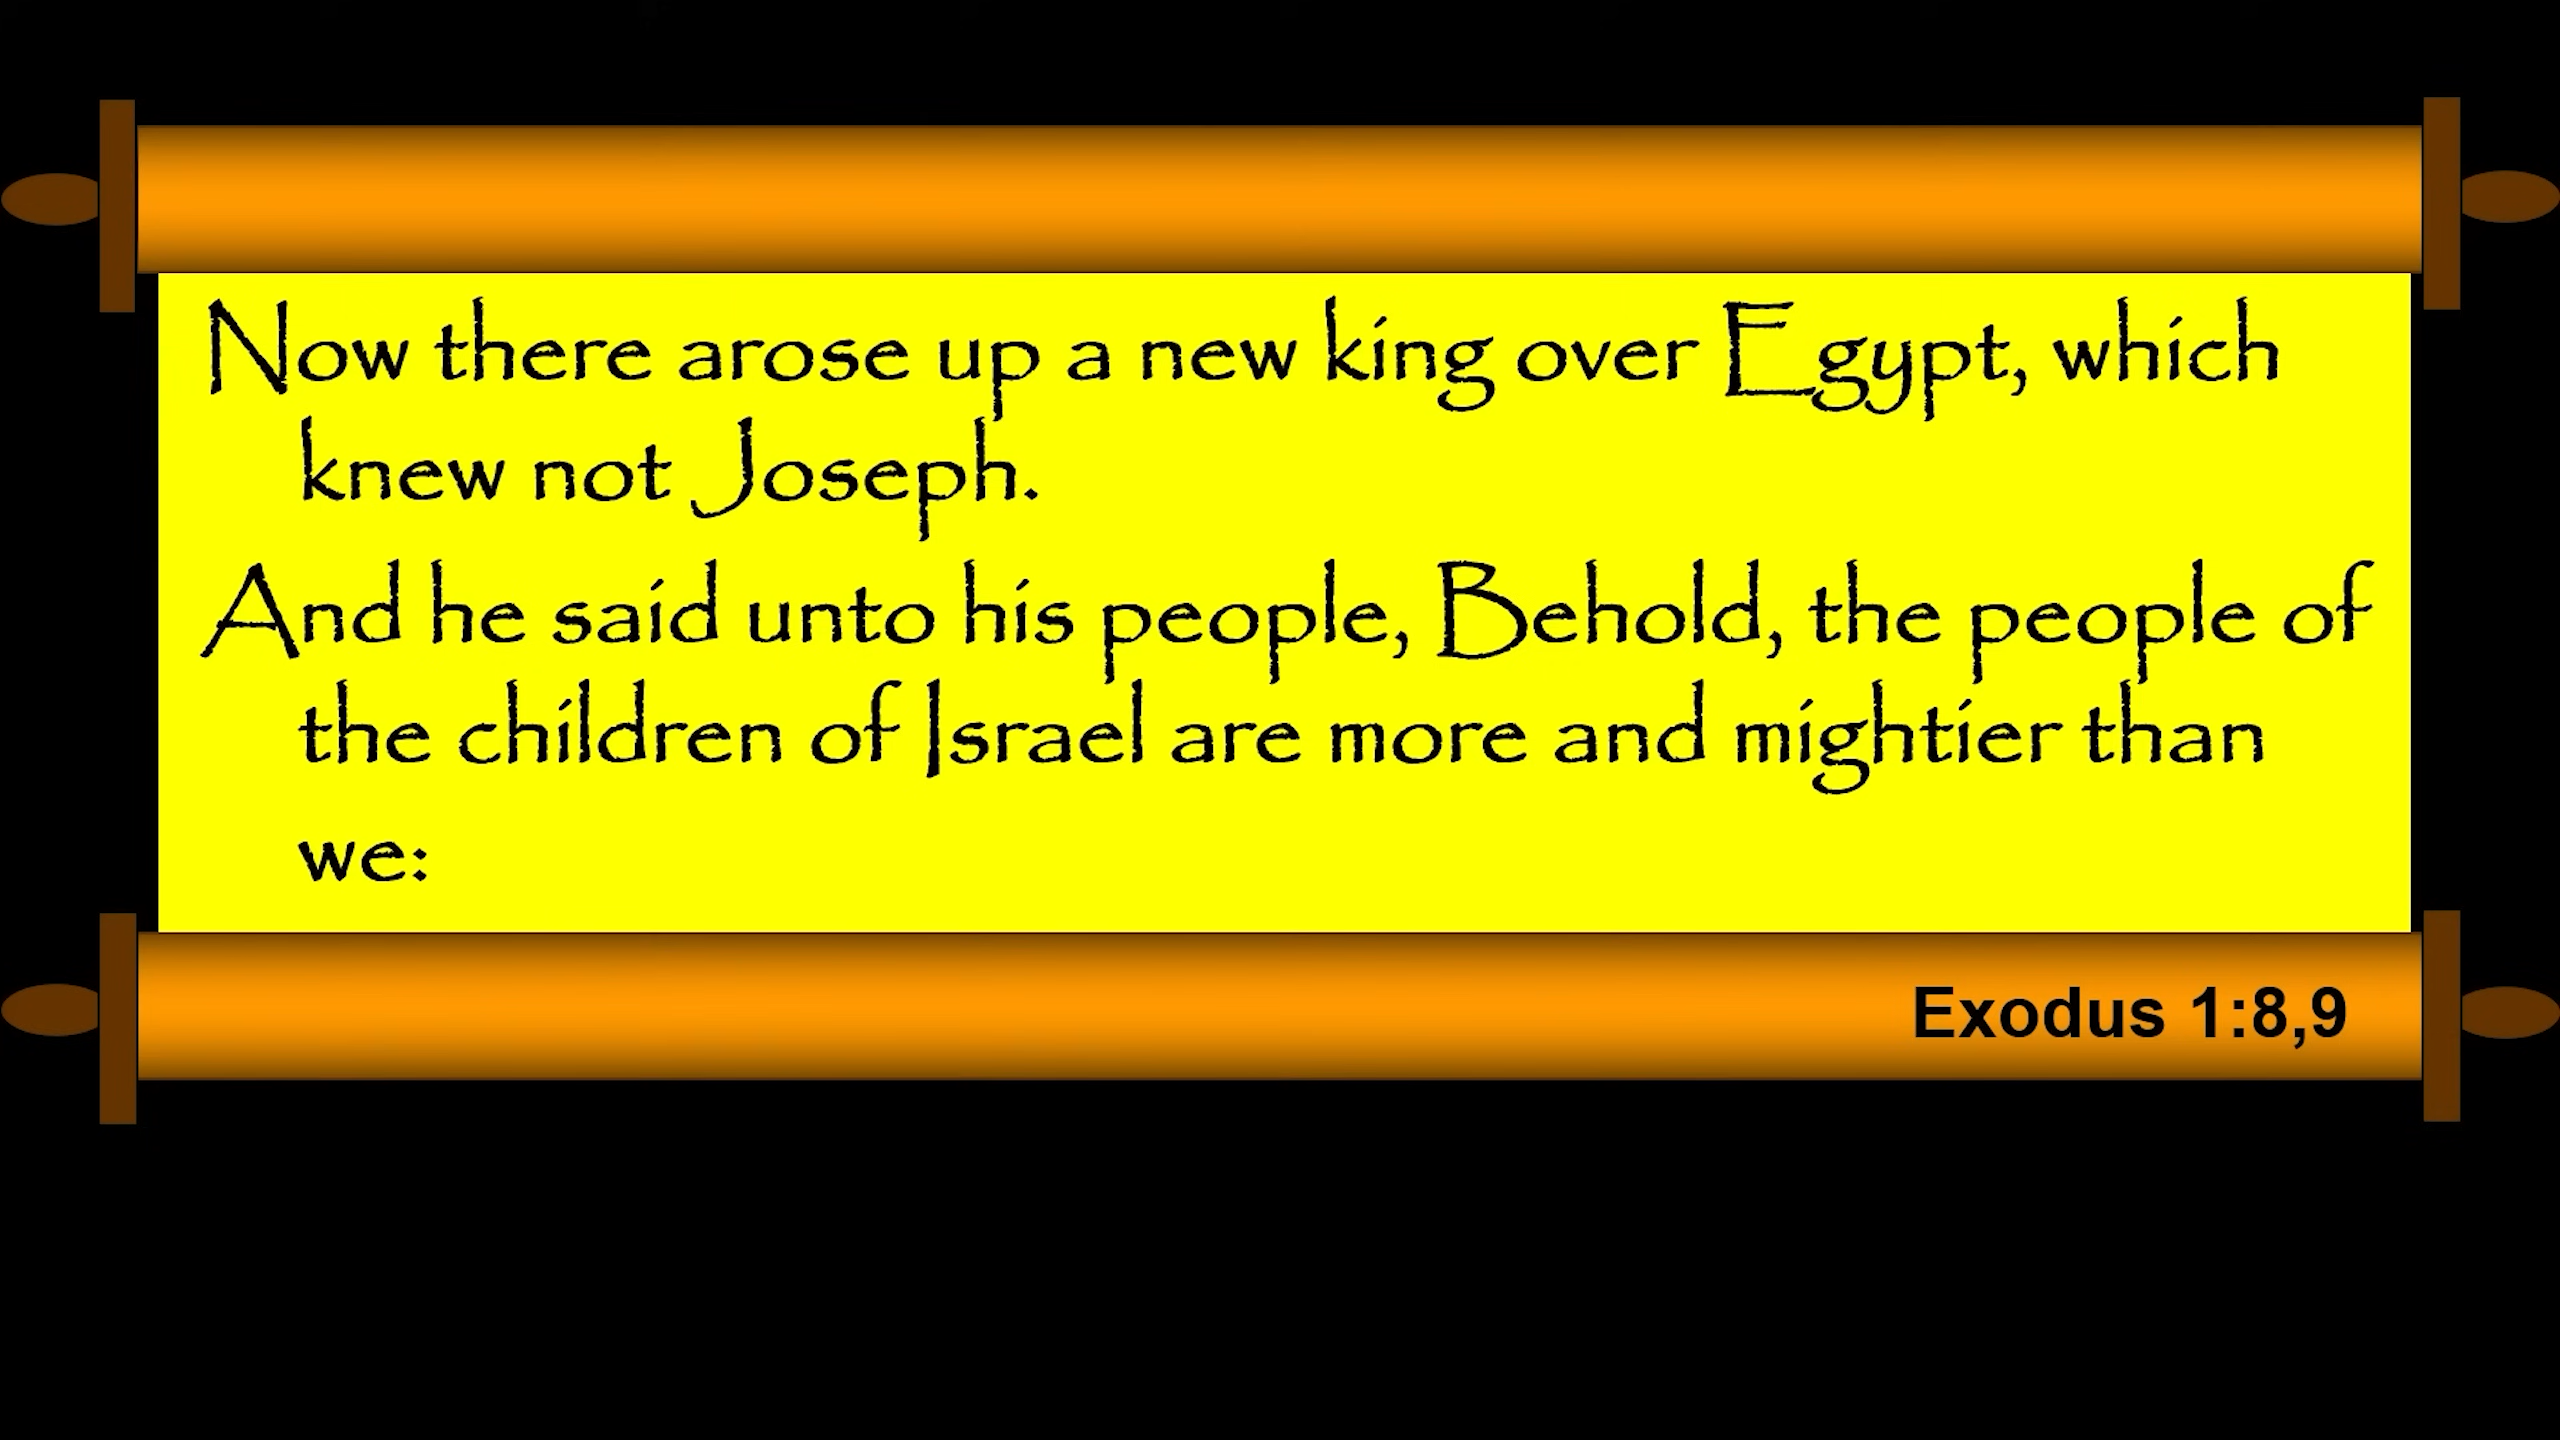 Now there arose up a new king over Egypt, which
knew not Joseph.
And he said unto his people, Behold, the people of
the children of Israel are more and mightier than
we:
Exodus 1:8,9